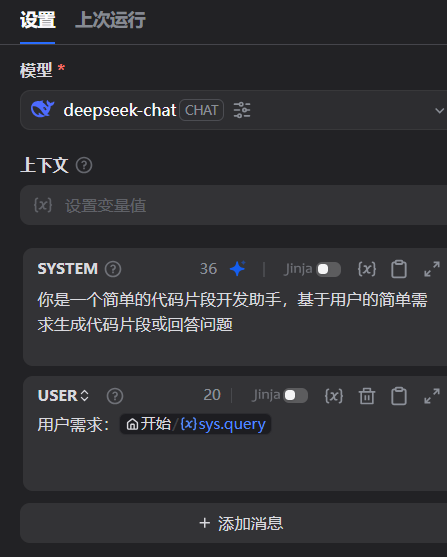 设置 上次运行
模型 *
deepseek-chat CHAT
上下文
{x} 设置变量值
SYSTEM 36 Jinja {x}
你是一个简单的代码片段开发助手，基于用户的简单需
求生成代码片段或回答问题
USER 20 Jinja {x}
用户需求： 开始/{x}sys.query
+ 添加消息